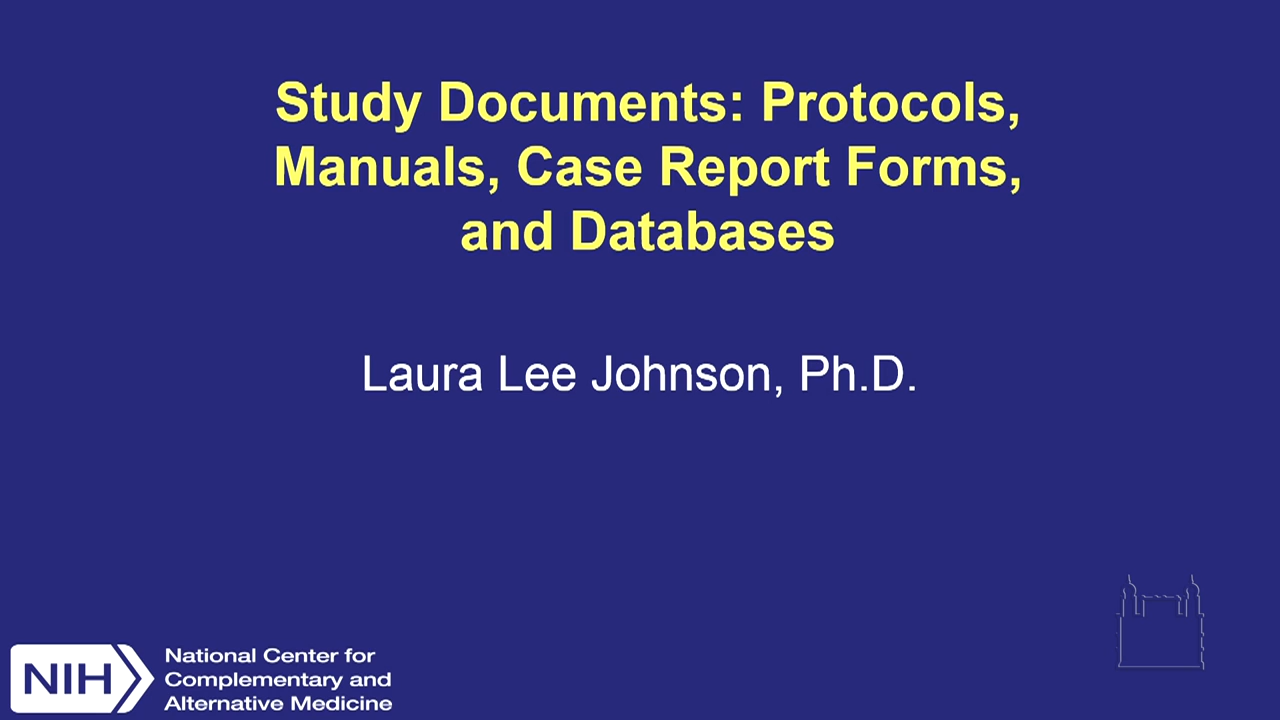 Study Documents: Protocols,
Manuals, Case Report Forms,
and Databases
Laura Lee Johnson, Ph.D.
NIH
National Center for
Complementary and
Alternative Medicine